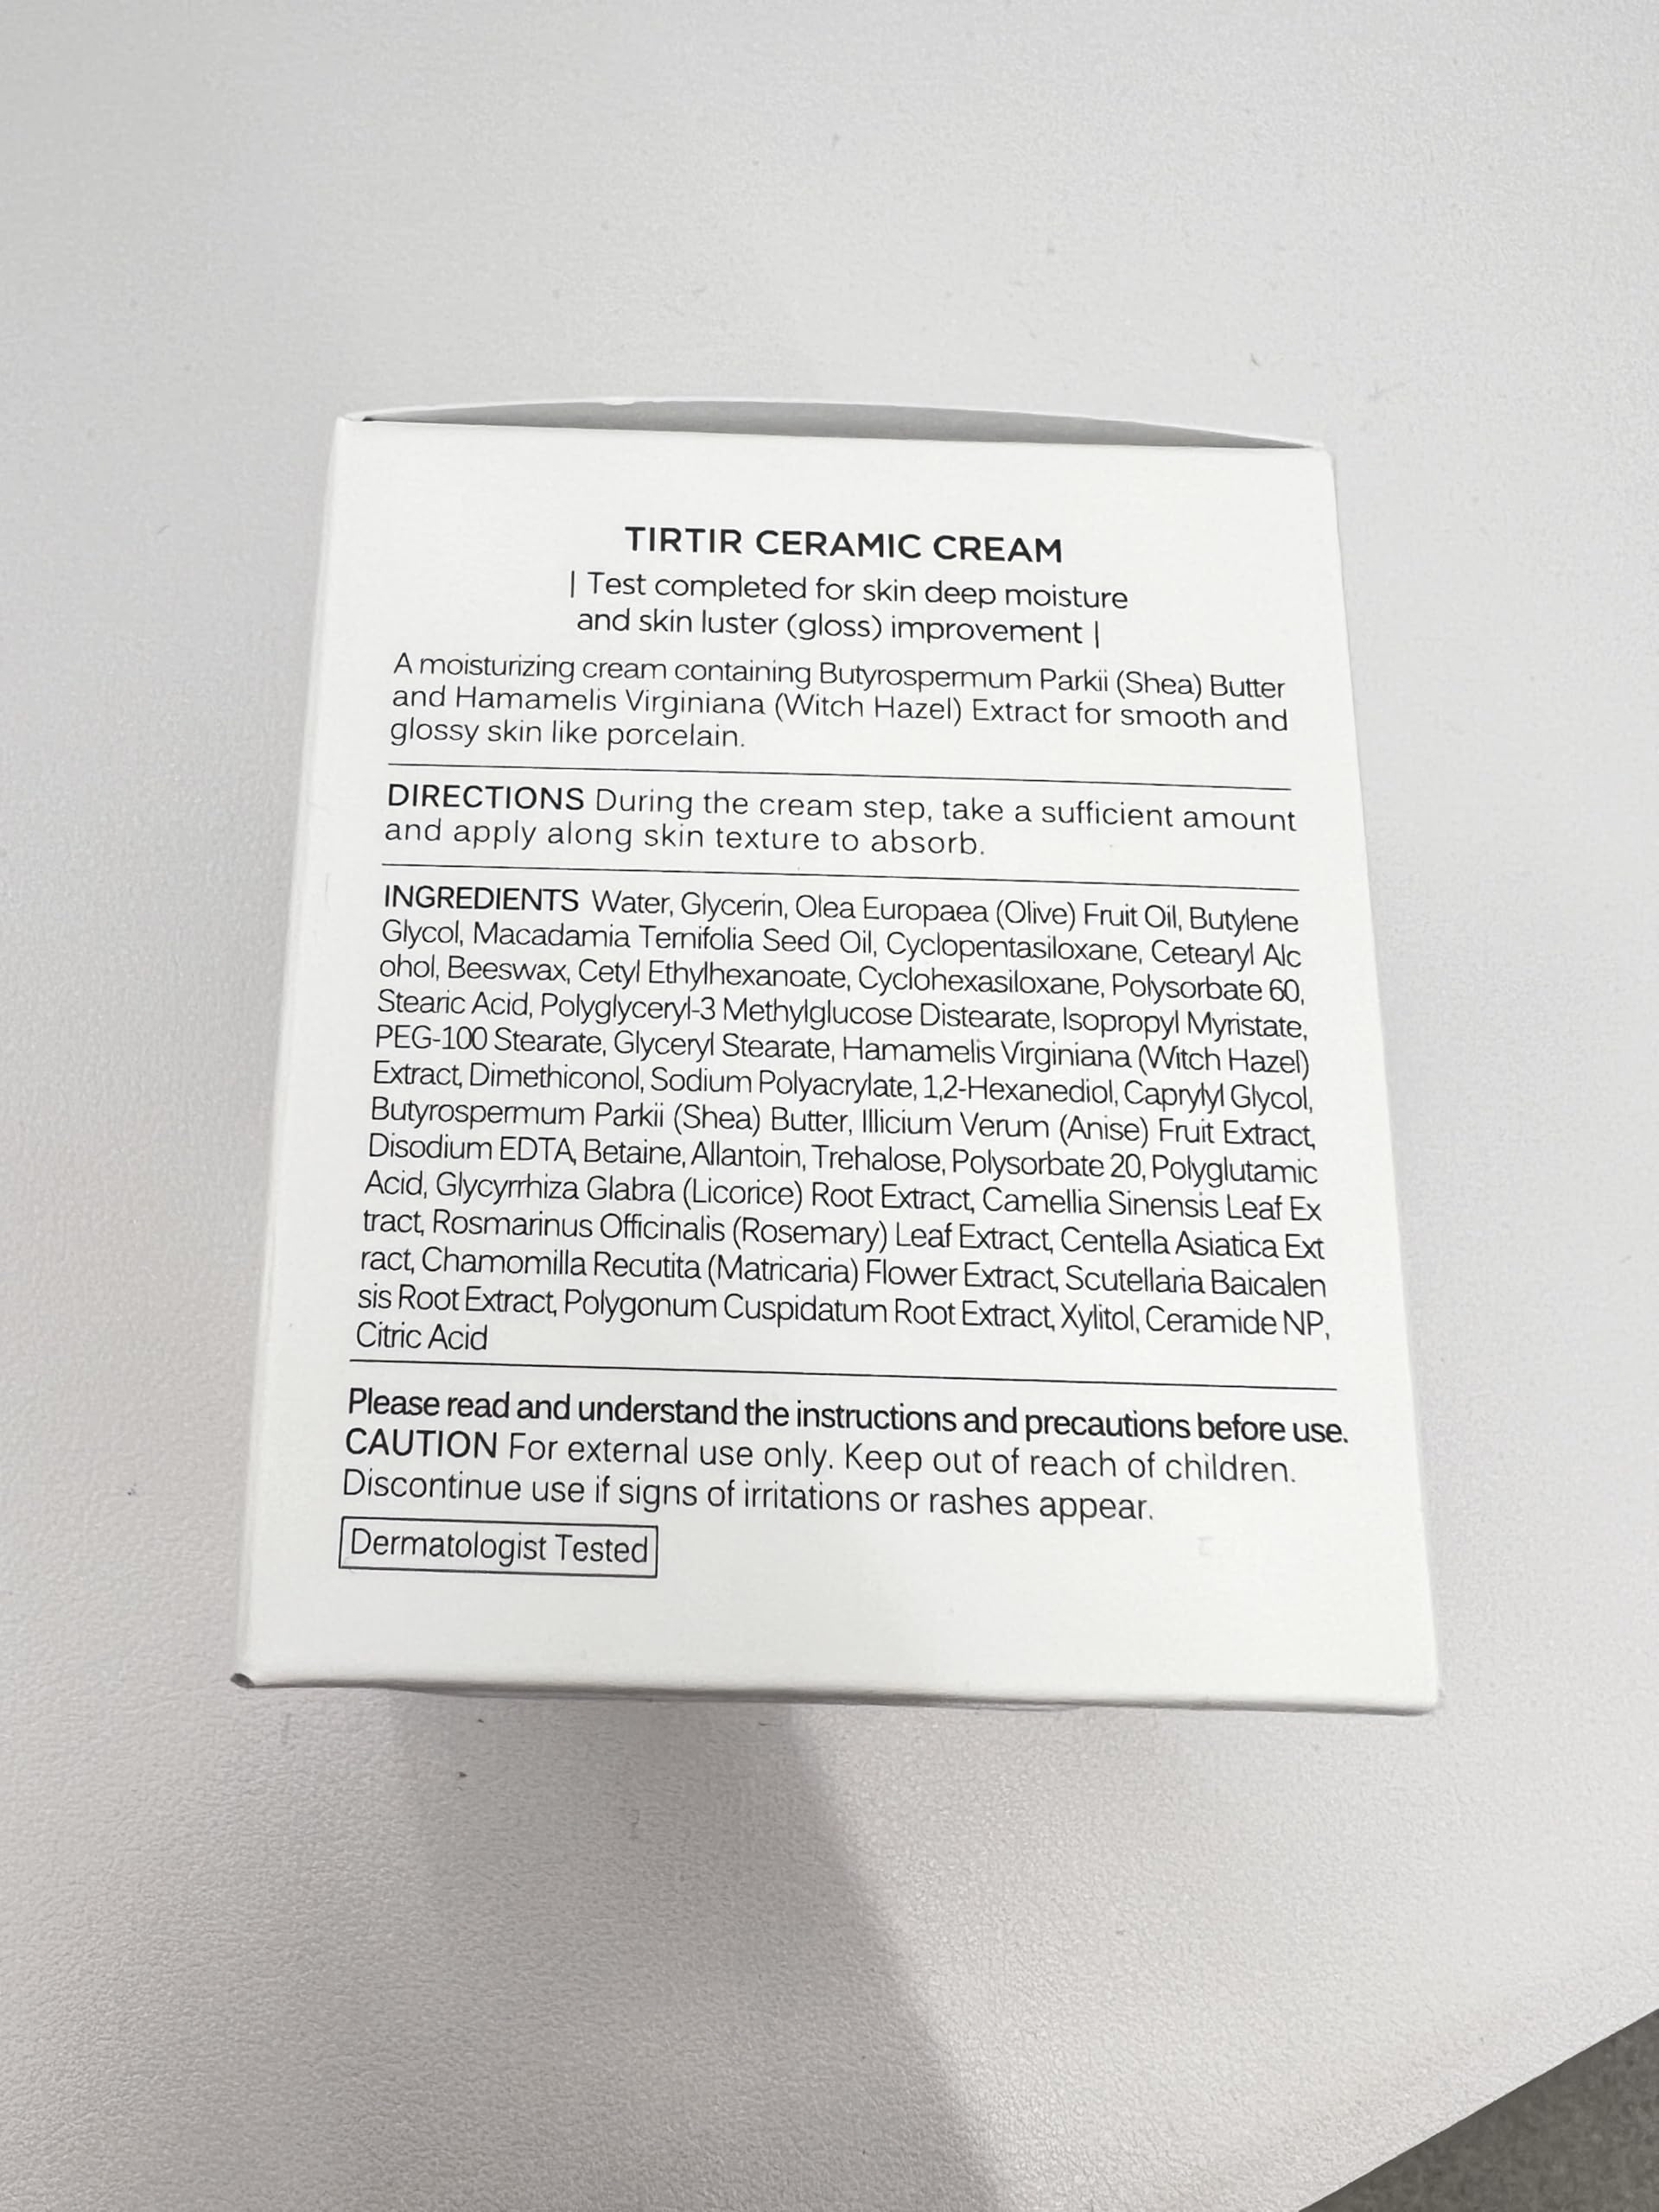 TIRTIR CERAMIC CREAM
| Test completed for skin deep moisture
and skin luster (gloss) improvement |
A moisturizing cream containing Butyrospermum Parkii (Shea) Butter
and Hamamelis Virginiana (Witch Hazel) Extract for smooth and
glossy skin like porcelain.
DIRECTIONS During the cream step, take a sufficient amount
and apply along skin texture to absorb.
INGREDIENTS Water, Glycerin, Olea Europaea (Olive) Fruit Oil, Butylene
Glycol, Macadamia Ternifolia Seed Oil, Cyclopentasiloxane, Cetearyl Alc
ohol, Beeswax, Cetyl Ethylhexanoate, Cyclohexasiloxane, Polysorbate 60,
Stearic Acid, Polyglyceryl-3 Methylglucose Distearate, Isopropyl Myristate,
PEG-100 Stearate, Glyceryl Stearate, Hamamelis Virginiana (Witch Hazel)
Extract, Dimethiconol, Sodium Polyacrylate, 1,2-Hexanediol, Caprylyl Glycol,
Butyrospermum Parkii (Shea) Butter, Illicium Verum (Anise) Fruit Extract,
Disodium EDTA, Betaine, Allantoin, Trehalose, Polysorbate 20, Polyglutamic
Acid, Glycyrrhiza Glabra (Licorice) Root Extract, Camellia Sinensis Leaf Ex
tract, Rosmarinus Officinalis (Rosemary) Leaf Extract, Centella Asiatica Ext
ract, Chamomilla Recutita (Matricaria) Flower Extract, Scutellaria Baicalen
sis Root Extract, Polygonum Cuspidatum Root Extract, Xylitol, Ceramide NP,
Citric Acid
Please read and understand the instructions and precautions before use.
CAUTION For external use only. Keep out of reach of children.
Discontinue use if signs of irritations or rashes appear.
Dermatologist Tested